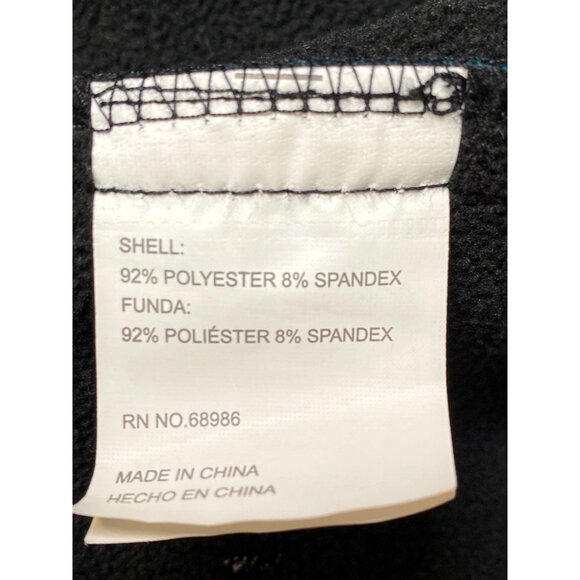 SHELL:
92% POLYESTER 8% SPANDEX
FUNDA:
92% POLIÉSTER 8% SPANDEX
RN NO.68986
MADE IN CHINA
HECHO EN CHINA